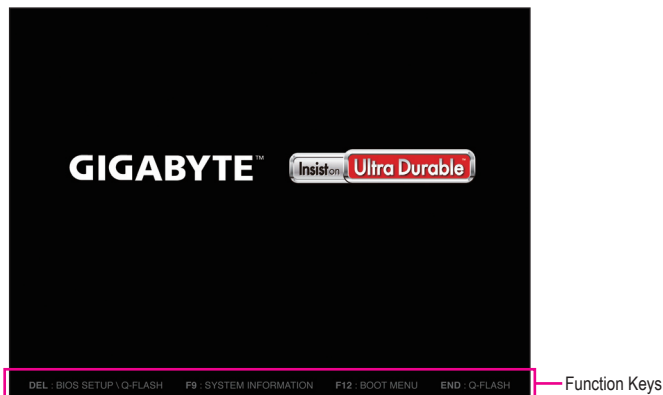 GIGABYTE™ Insist on Ultra Durable™
DEL : BIOS SETUP \ Q-FLASH F9 : SYSTEM INFORMATION F12 : BOOT MENU END : Q-FLASH
Function Keys